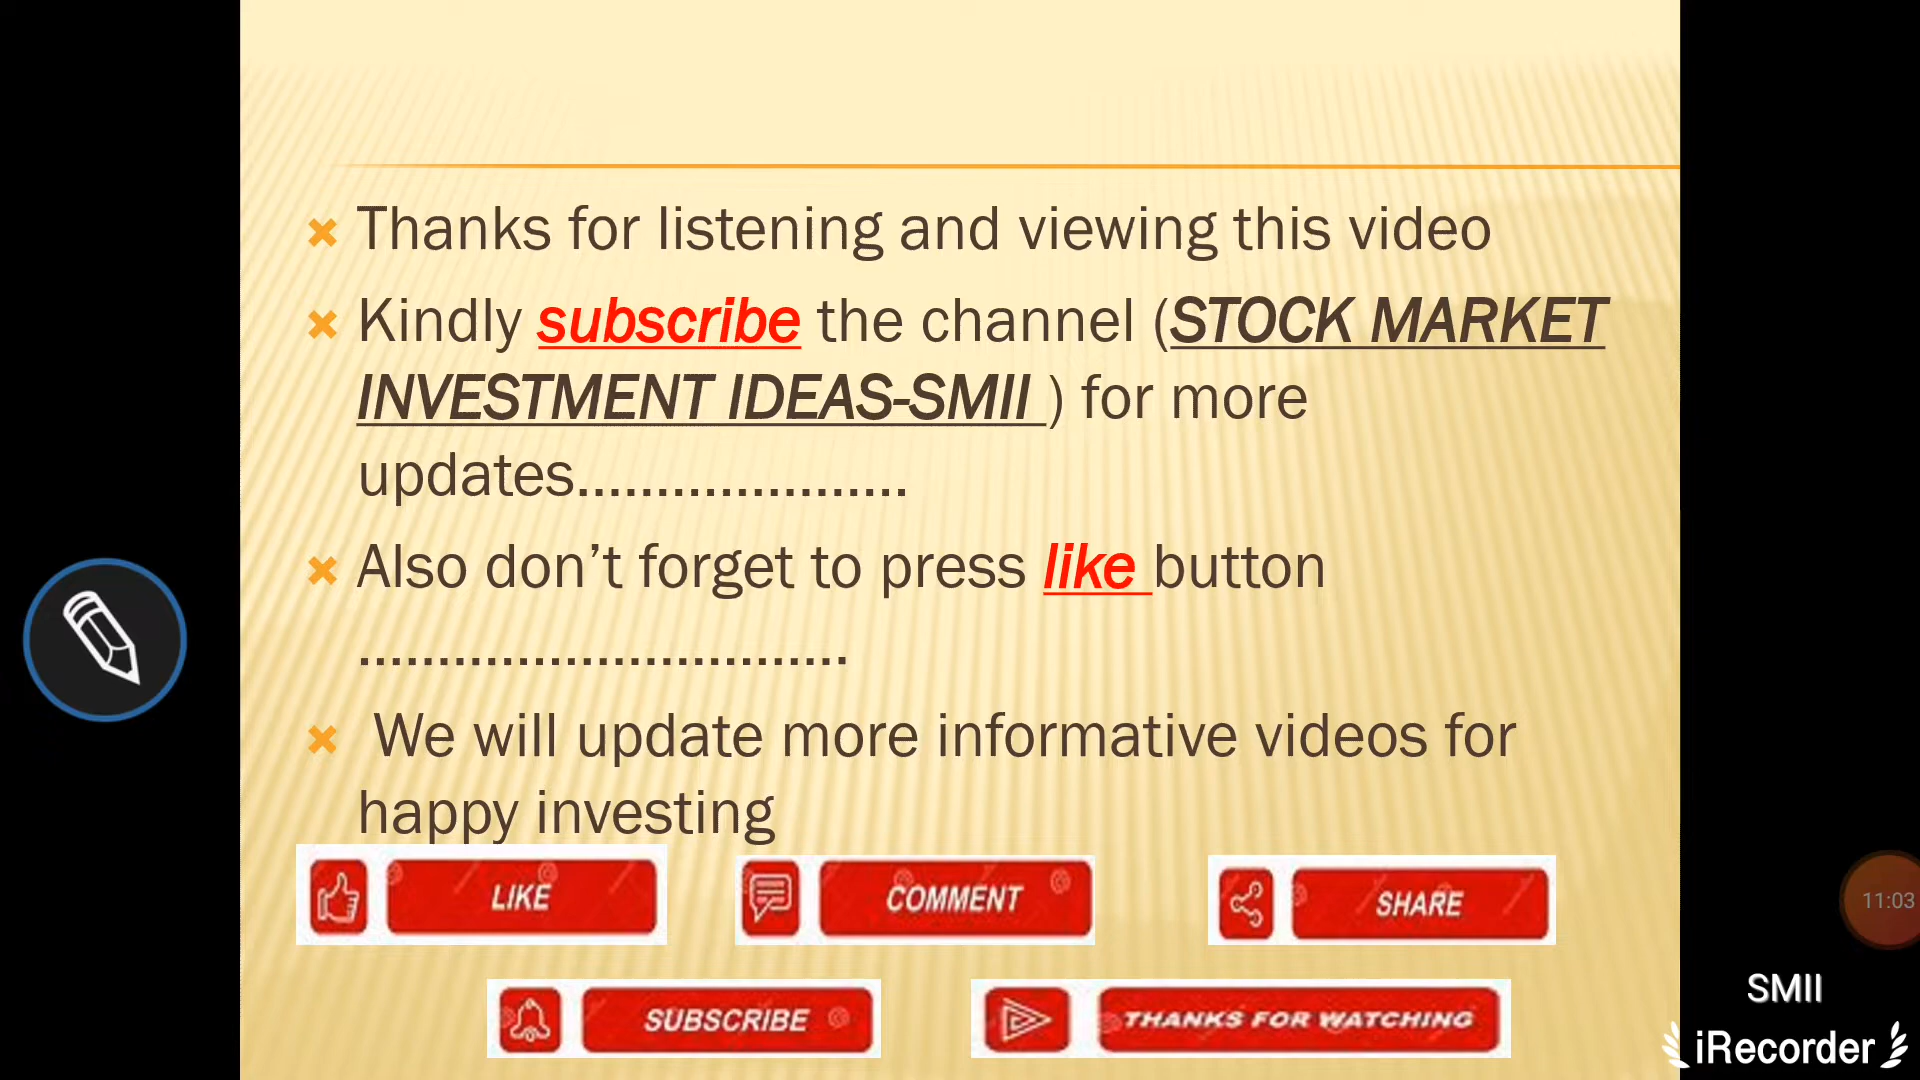 Thanks for listening and viewing this video
Kindly subscribe the channel (STOCK MARKET
INVESTMENT IDEAS-SMII ) for more
updates…………………
Also don’t forget to press like button
………………………….
We will update more informative videos for
happy investing
LIKE
COMMENT
SHARE
SUBSCRIBE
THANKS FOR WATCHING
11:03
SMII
iRecorder